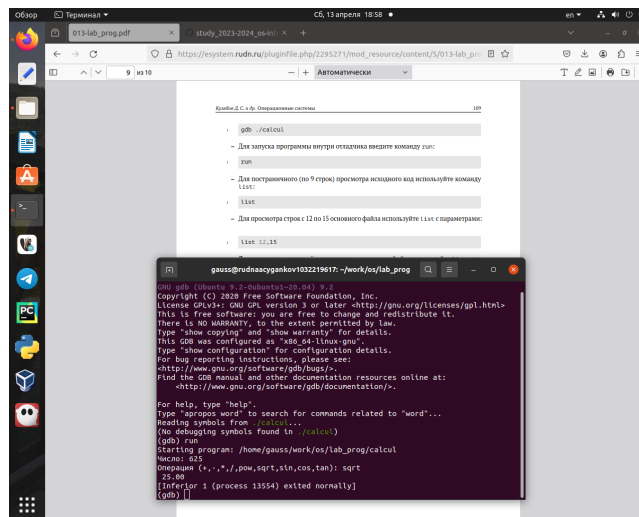 Обзор
Терминал
Сб, 13 апреля 18:58
en
013-lab_prog.pdf
study_2023-2024_os-intr
https://esystem.rudn.ru/pluginfile.php/2295271/mod_resource/content/5/013-lab_pro
9 из 10
Автоматически
Кулябов Д. С. и др. Операционные системы 109
1 gdb ./calcul
– Для запуска программы внутри отладчика введите команду run:
1 run
– Для постраничного (по 9 строк) просмотра исходного код используйте команду
list:
1 list
– Для просмотра строк с 12 по 15 основного файла используйте list с параметрами:
1 list 12,15
gauss@rudnaacygankov1032219617: ~/work/os/lab_prog
GNU gdb (Ubuntu 9.2-0ubuntu1~20.04) 9.2
Copyright (C) 2020 Free Software Foundation, Inc.
License GPLv3+: GNU GPL version 3 or later <http://gnu.org/licenses/gpl.html>
This is free software: you are free to change and redistribute it.
There is NO WARRANTY, to the extent permitted by law.
Type "show copying" and "show warranty" for details.
This GDB was configured as "x86_64-linux-gnu".
Type "show configuration" for configuration details.
For bug reporting instructions, please see:
<http://www.gnu.org/software/gdb/bugs/>.
Find the GDB manual and other documentation resources online at:
<http://www.gnu.org/software/gdb/documentation/>.
For help, type "help".
Type "apropos word" to search for commands related to "word"...
Reading symbols from ./calcul...
(No debugging symbols found in ./calcul)
(gdb) run
Starting program: /home/gauss/work/os/lab_prog/calcul
Число: 625
Операция (+,-,*,/,pow,sqrt,sin,cos,tan): sqrt
25.00
[Inferior 1 (process 13554) exited normally]
(gdb)